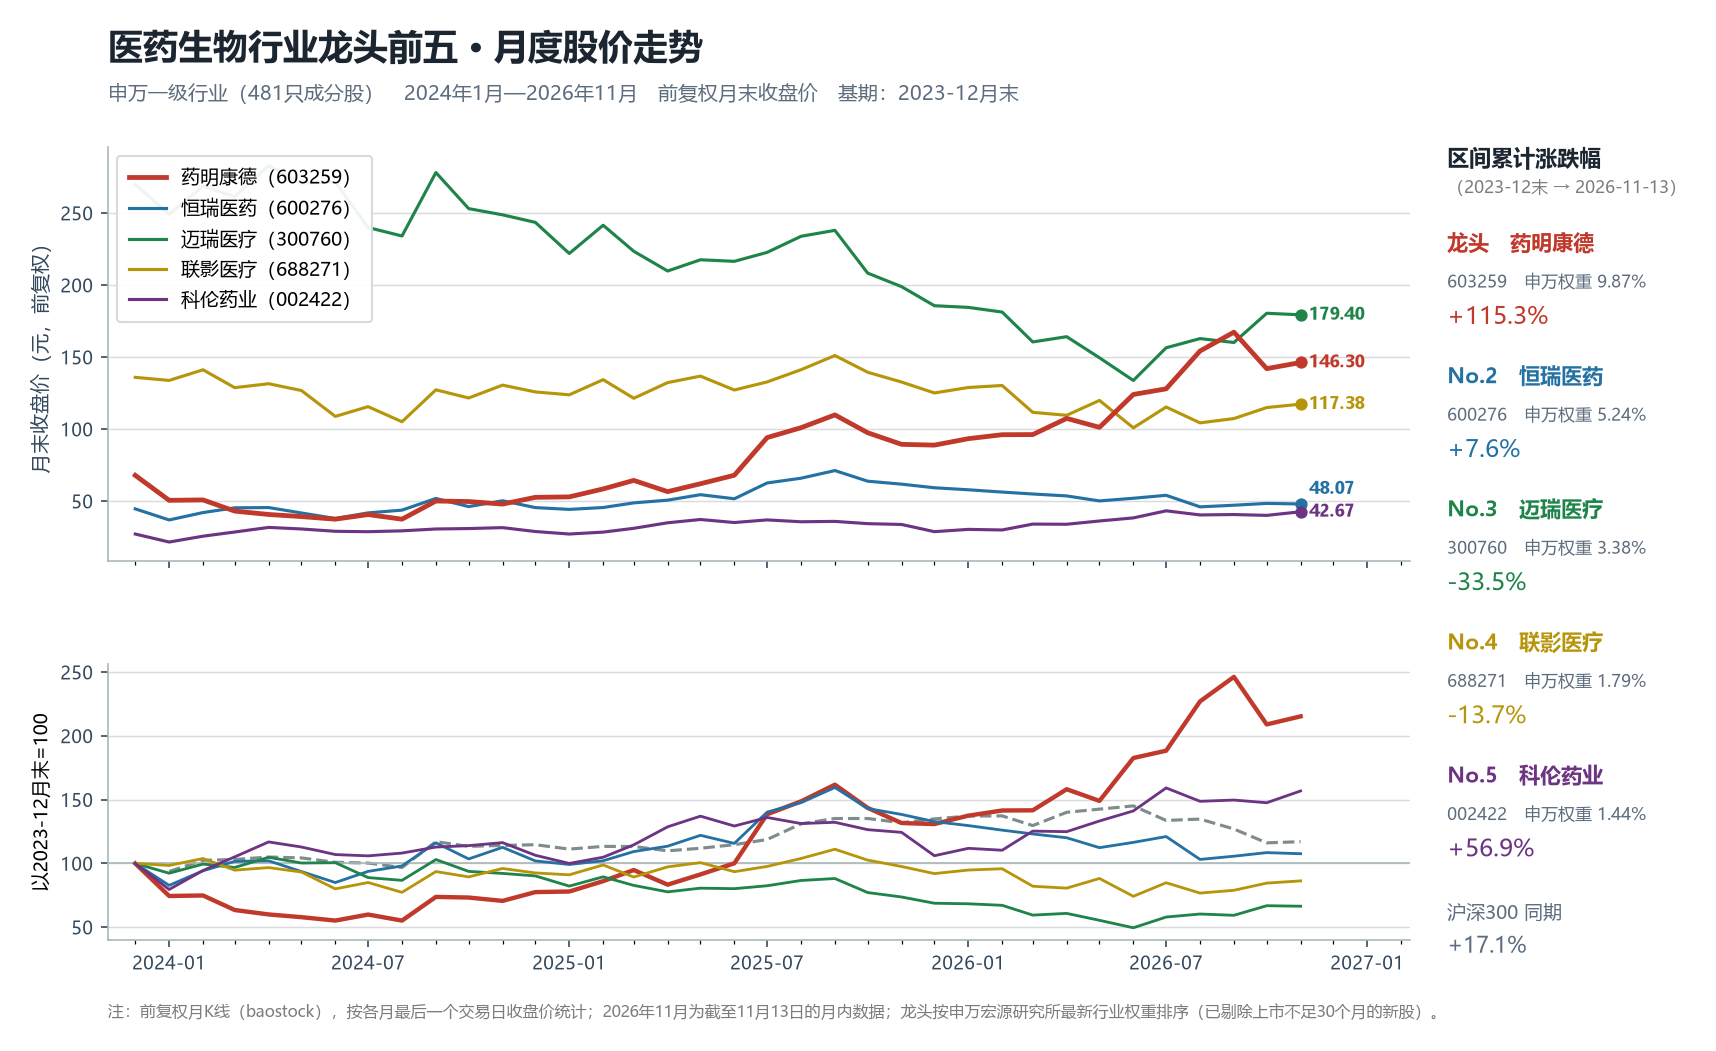 医药生物行业龙头前五 • 月度股价走势
申万一级行业（481只成分股） 2024年1月—2026年11月 前复权月末收盘价 基期：2023-12月末
月末收盘价（元，前复权）
250
200
150
100
50
药明康德（603259）
恒瑞医药（600276）
迈瑞医疗（300760）
联影医疗（688271）
科伦药业（002422）
179.40
146.30
117.38
48.07
42.67
以2023-12月末=100
250
200
150
100
50
2024-01
2024-07
2025-01
2025-07
2026-01
2026-07
2027-01
区间累计涨跌幅
（2023-12末 → 2026-11-13）
龙头 药明康德
603259 申万权重 9.87%
+115.3%
No.2 恒瑞医药
600276 申万权重 5.24%
+7.6%
No.3 迈瑞医疗
300760 申万权重 3.38%
-33.5%
No.4 联影医疗
688271 申万权重 1.79%
-13.7%
No.5 科伦药业
002422 申万权重 1.44%
+56.9%
沪深300 同期
+17.1%
注：前复权月K线（baostock），按各月最后一个交易日收盘价统计；2026年11月为截至11月13日的月内数据；龙头按申万宏源研究所最新行业权重排序（已剔除上市不足30个月的新股）。